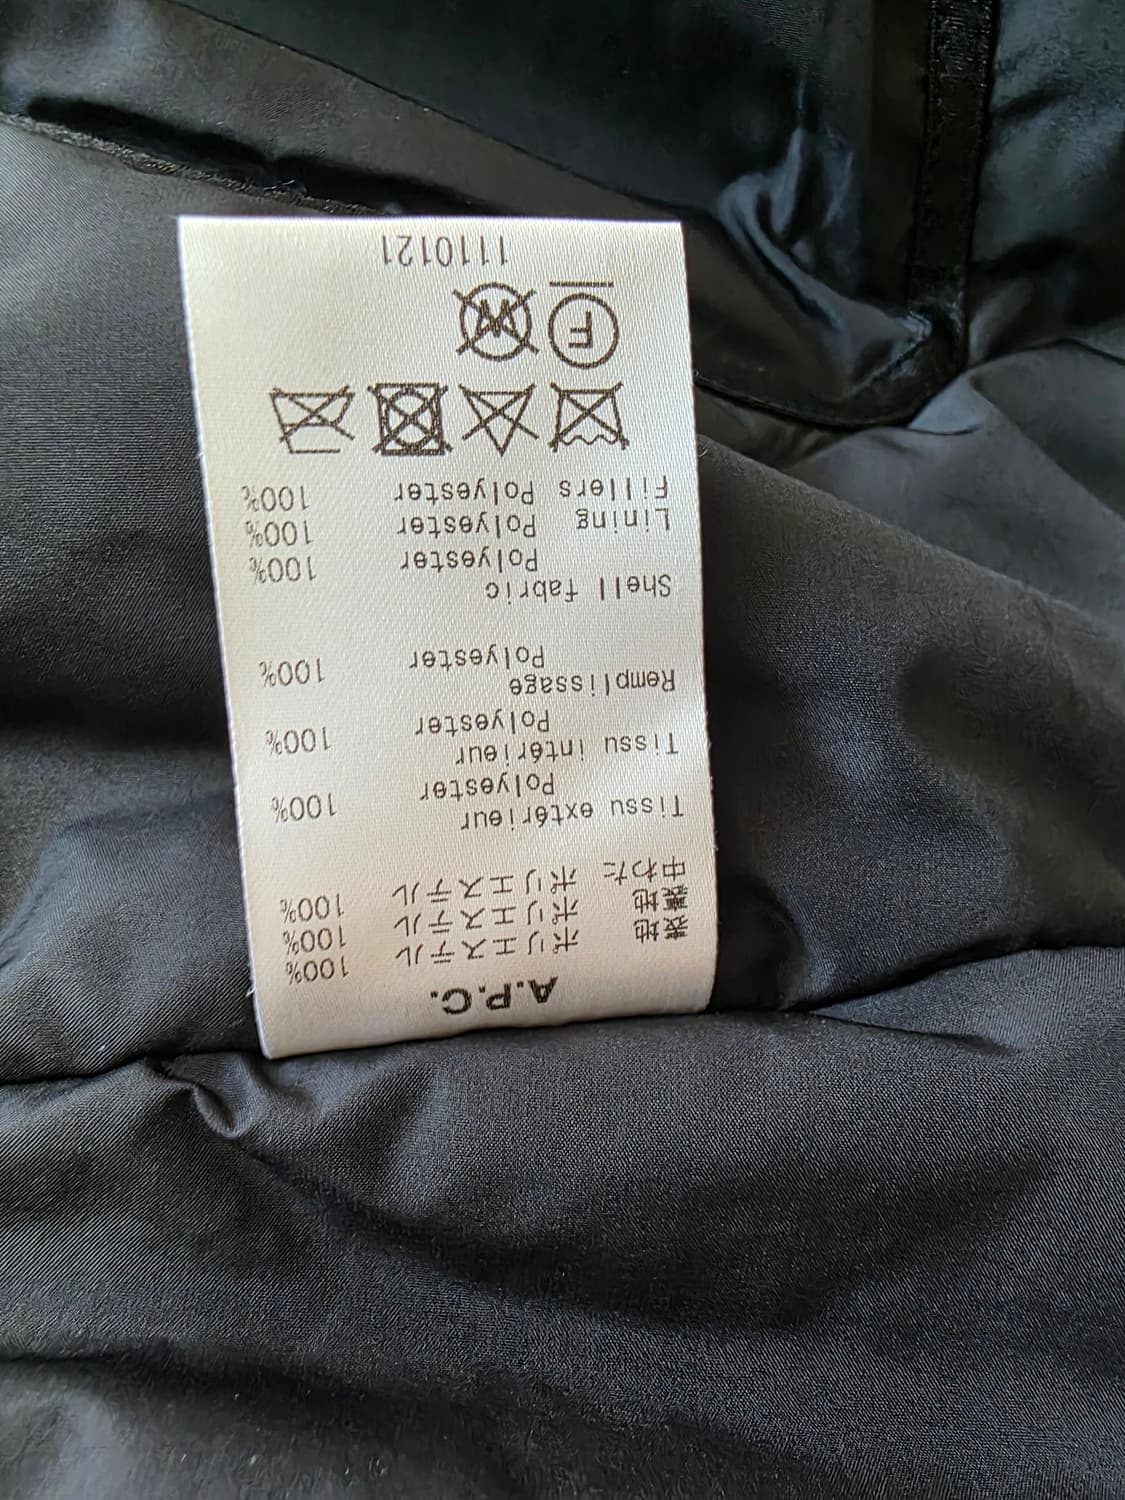 A.P.C.
表地 ポリエステル 100%
裏地 ポリエステル 100%
中わた ポリエステル 100%
Tissu extérieur
Polyester 100%
Tissu intérieur
Polyester 100%
Remplissage
Polyester 100%
Shell fabric
Polyester 100%
Lining Polyester 100%
Fillers Polyester 100%
F W
1110121